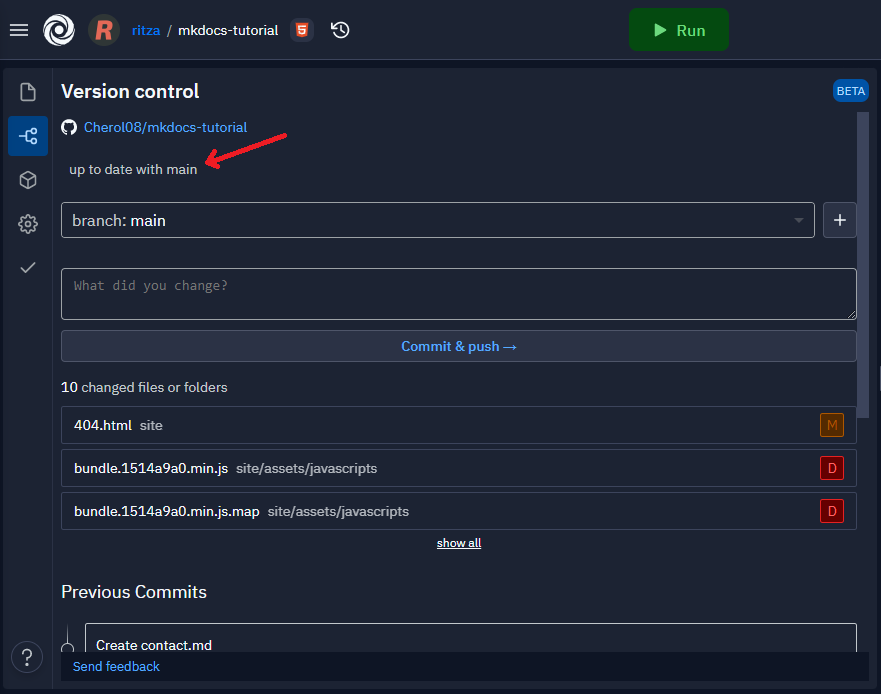 R ritza / mkdocs-tutorial 5 Run
Version control BETA
Cherol08/mkdocs-tutorial
up to date with main
branch: main +
What did you change?
Commit & push →
10 changed files or folders
404.html site M
bundle.1514a9a0.min.js site/assets/javascripts D
bundle.1514a9a0.min.js.map site/assets/javascripts D
show all
Previous Commits
Create contact.md
? Send feedback